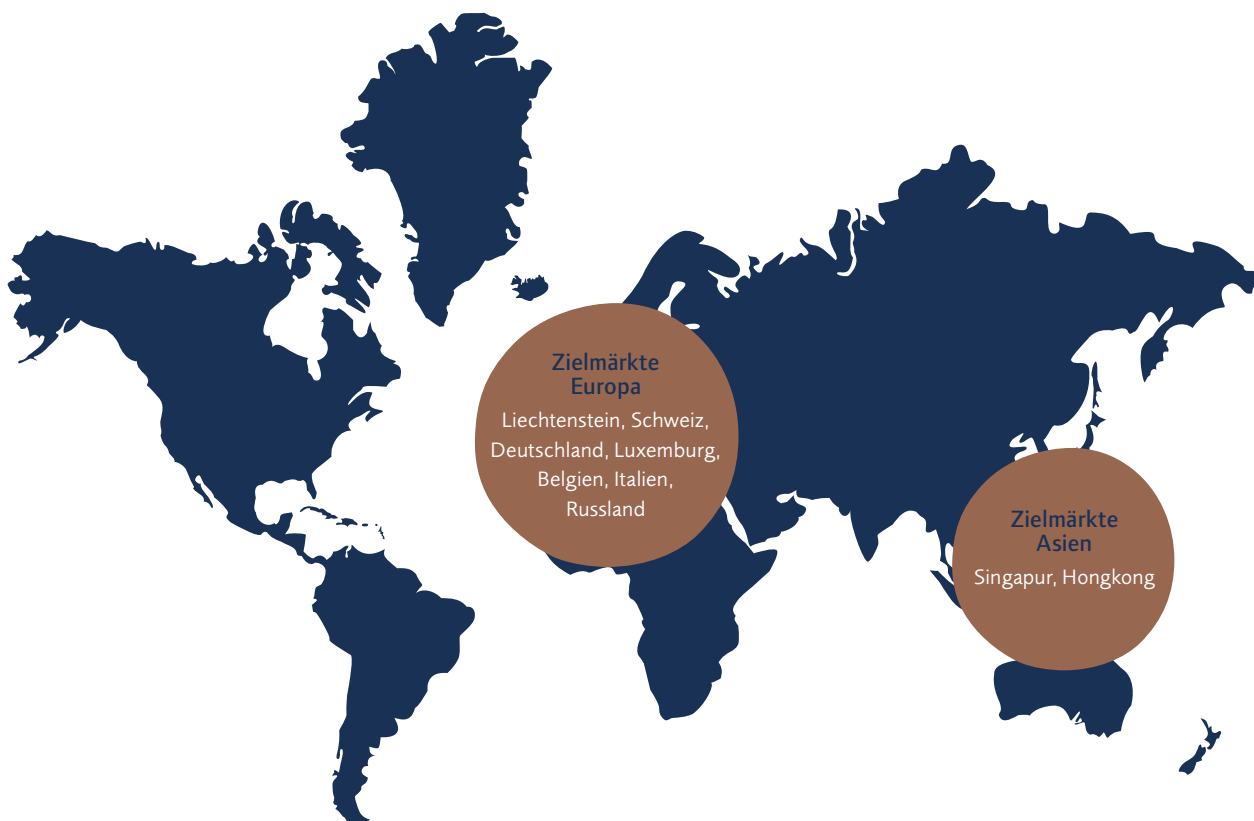 Zielmärkte
Europa
Liechtenstein, Schweiz,
Deutschland, Luxemburg,
Belgien, Italien,
Russland
Zielmärkte
Asien
Singapur, Hongkong